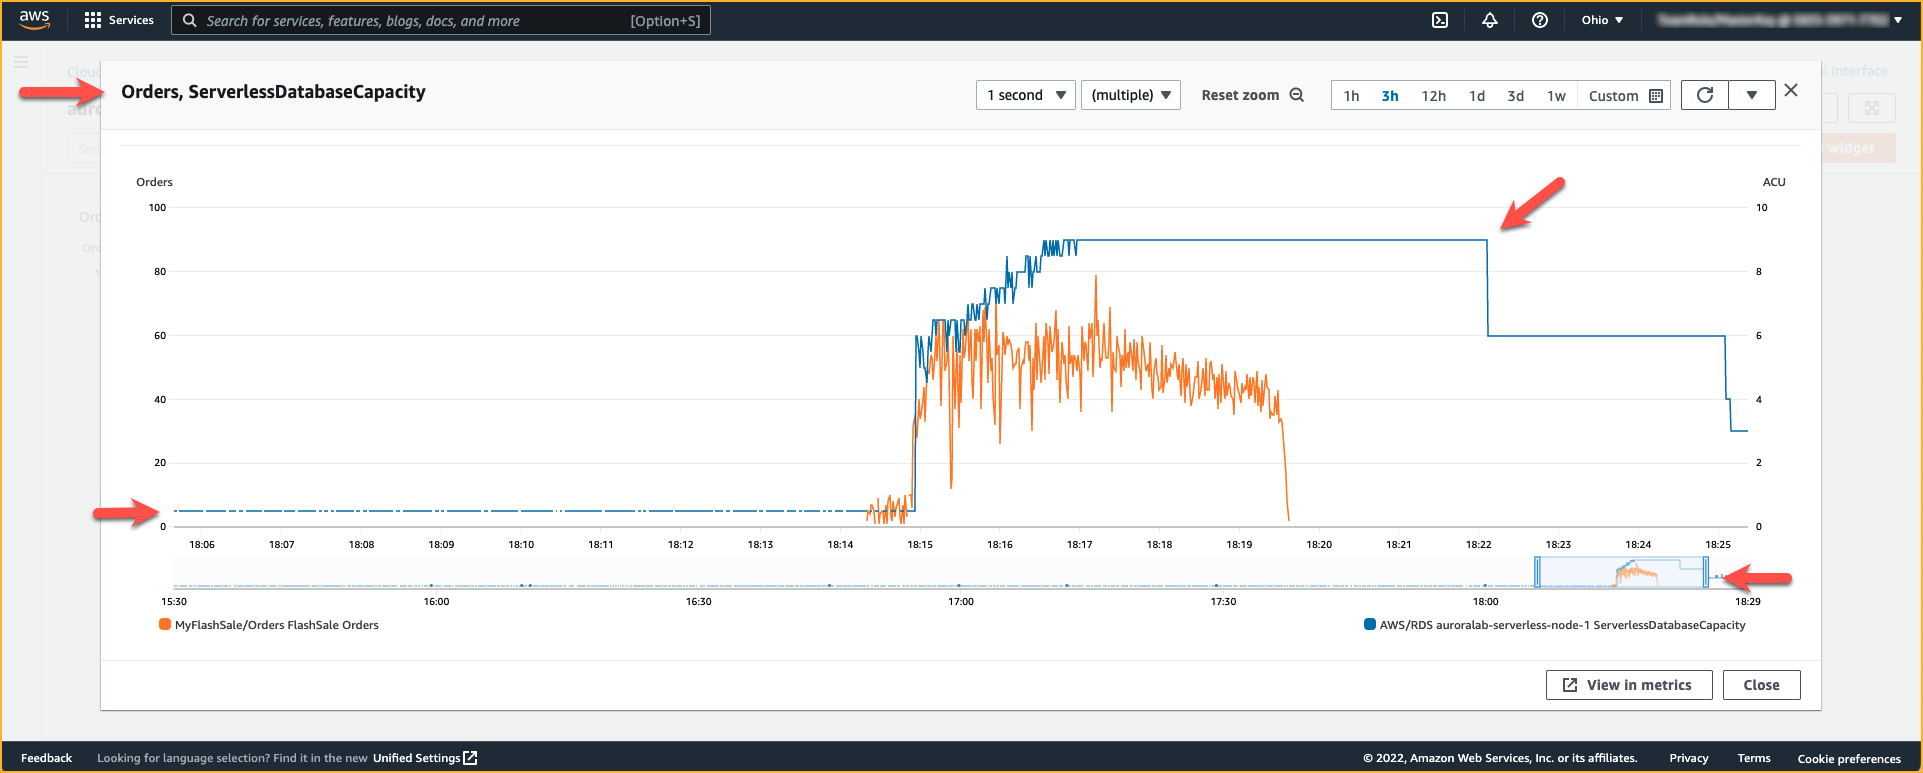 aws Services Search for services, features, blogs, docs, and more [Option+S] Ohio
Cloud
l interface
Orders, ServerlessDatabaseCapacity 1 second (multiple) Reset zoom 1h 3h 12h 1d 3d 1w Custom
auro
Sea
widget
Orders ACU
100 10
80 8
60 6
40 4
20 2
0 0
18:06 18:07 18:08 18:09 18:10 18:11 18:12 18:13 18:14 18:15 18:16 18:17 18:18 18:19 18:20 18:21 18:22 18:23 18:24 18:25
15:30 16:00 16:30 17:00 17:30 18:00 18:29
MyFlashSale/Orders FlashSale Orders AWS/RDS auroralab-serverless-node-1 ServerlessDatabaseCapacity
View in metrics Close
Feedback Looking for language selection? Find it in the new Unified Settings © 2022, Amazon Web Services, Inc. or its affiliates. Privacy Terms Cookie preferences